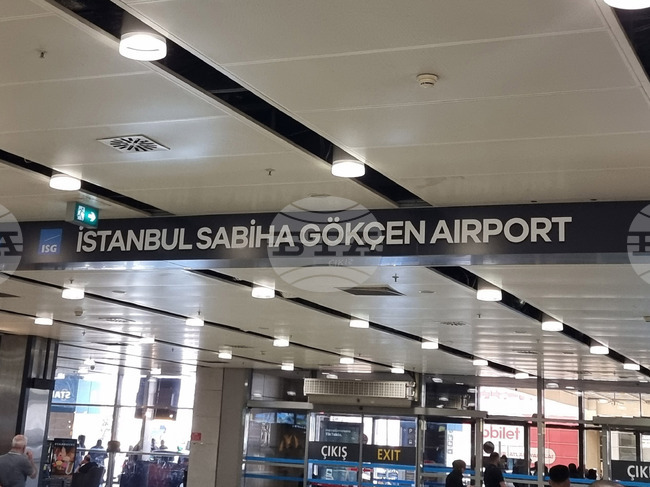 İSTANBUL SABİHA GÖKÇEN AIRPORT
ISG
ÇIKIŞ EXIT